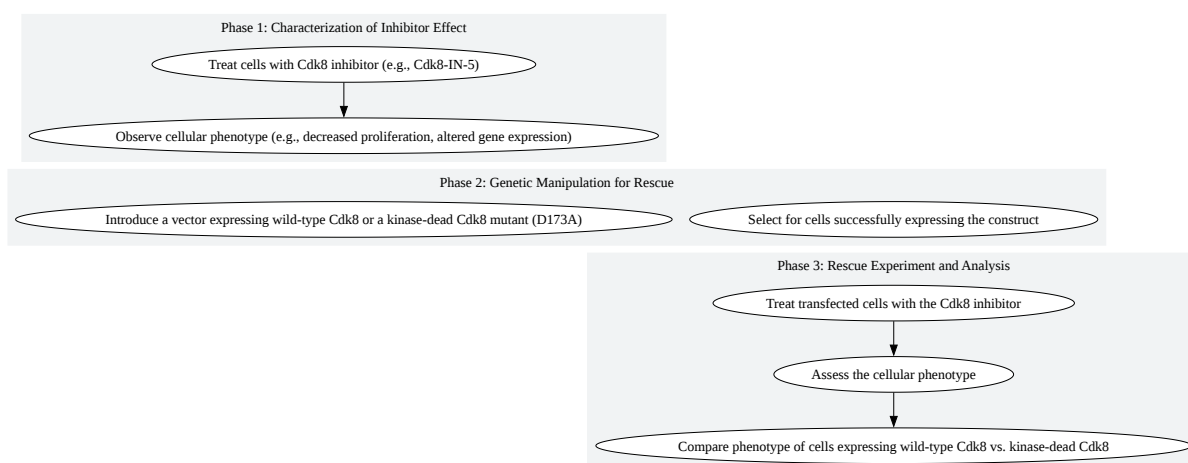 Phase 1: Characterization of Inhibitor Effect
Treat cells with Cdk8 inhibitor (e.g., Cdk8-IN-5)
Observe cellular phenotype (e.g., decreased proliferation, altered gene expression)
Phase 2: Genetic Manipulation for Rescue
Introduce a vector expressing wild-type Cdk8 or a kinase-dead Cdk8 mutant (D173A)
Select for cells successfully expressing the construct
Phase 3: Rescue Experiment and Analysis
Treat transfected cells with the Cdk8 inhibitor
Assess the cellular phenotype
Compare phenotype of cells expressing wild-type Cdk8 vs. kinase-dead Cdk8